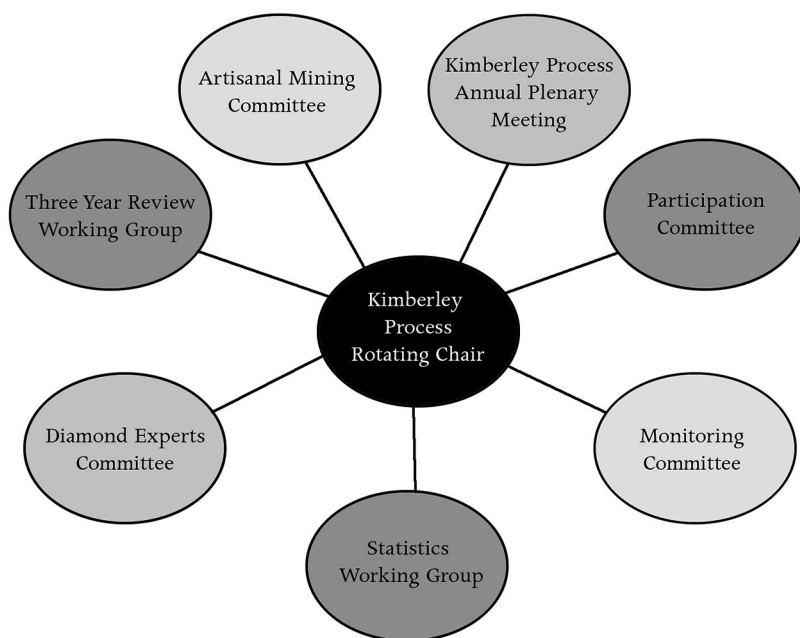 Artisanal Mining
Committee
Kimberley Process
Annual Plenary
Meeting
Three Year Review
Working Group
Participation
Committee
Kimberley
Process
Rotating Chair
Diamond Experts
Committee
Monitoring
Committee
Statistics
Working Group